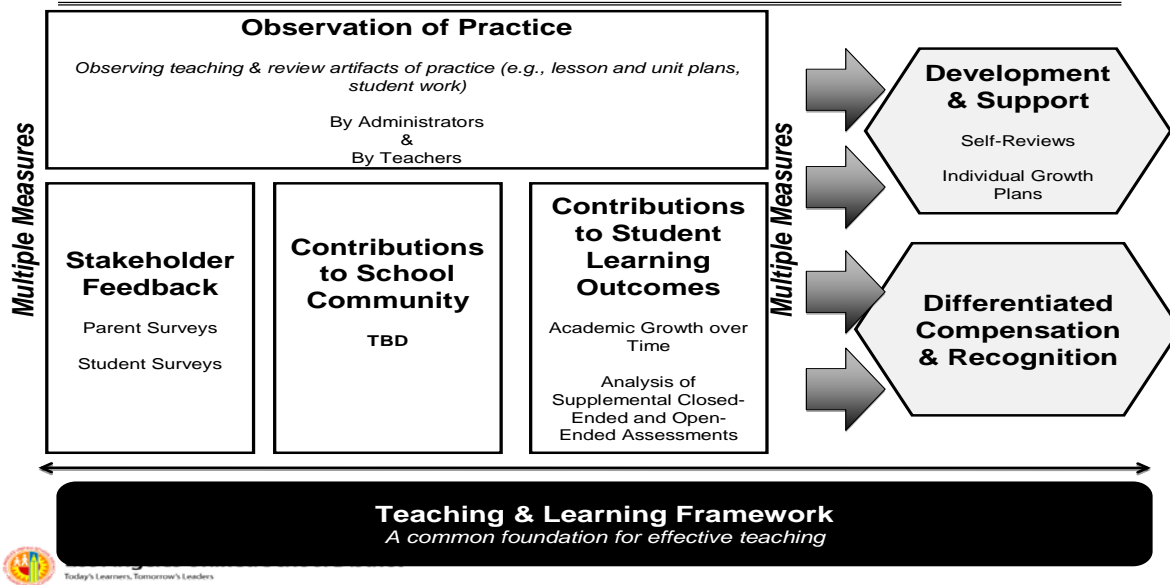 Observation of Practice
Observing teaching & review artifacts of practice (e.g., lesson and unit plans,
student work)
By Administrators
&
By Teachers
Multiple Measures
Stakeholder
Feedback
Parent Surveys
Student Surveys
Contributions
to School
Community
TBD
Contributions
to Student
Learning
Outcomes
Academic Growth over
Time
Analysis of
Supplemental Closed-
Ended and Open-
Ended Assessments
Multiple Measures
Development
& Support
Self-Reviews
Individual Growth
Plans
Differentiated
Compensation
& Recognition
Teaching & Learning Framework
A common foundation for effective teaching
Today's Learners, Tomorrow's Leaders